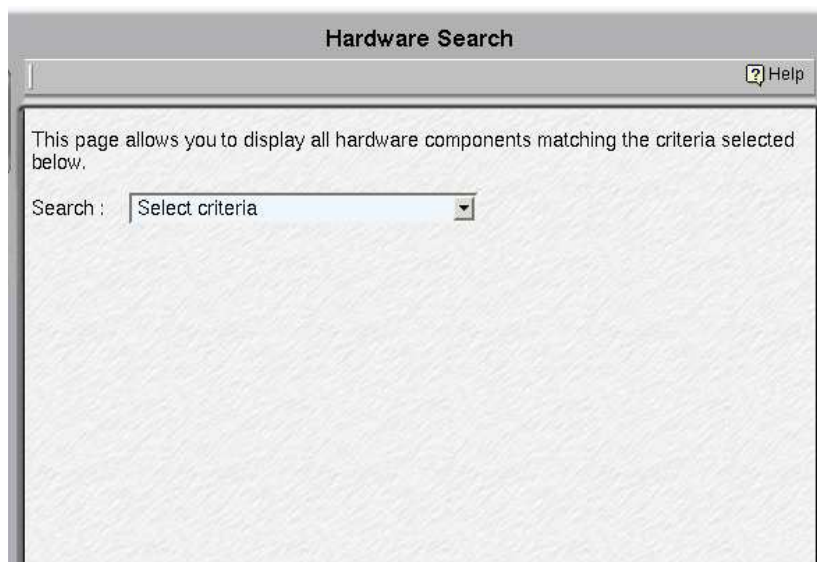 Hardware Search
Help
This page allows you to display all hardware components matching the criteria selected
below.
Search : Select criteria